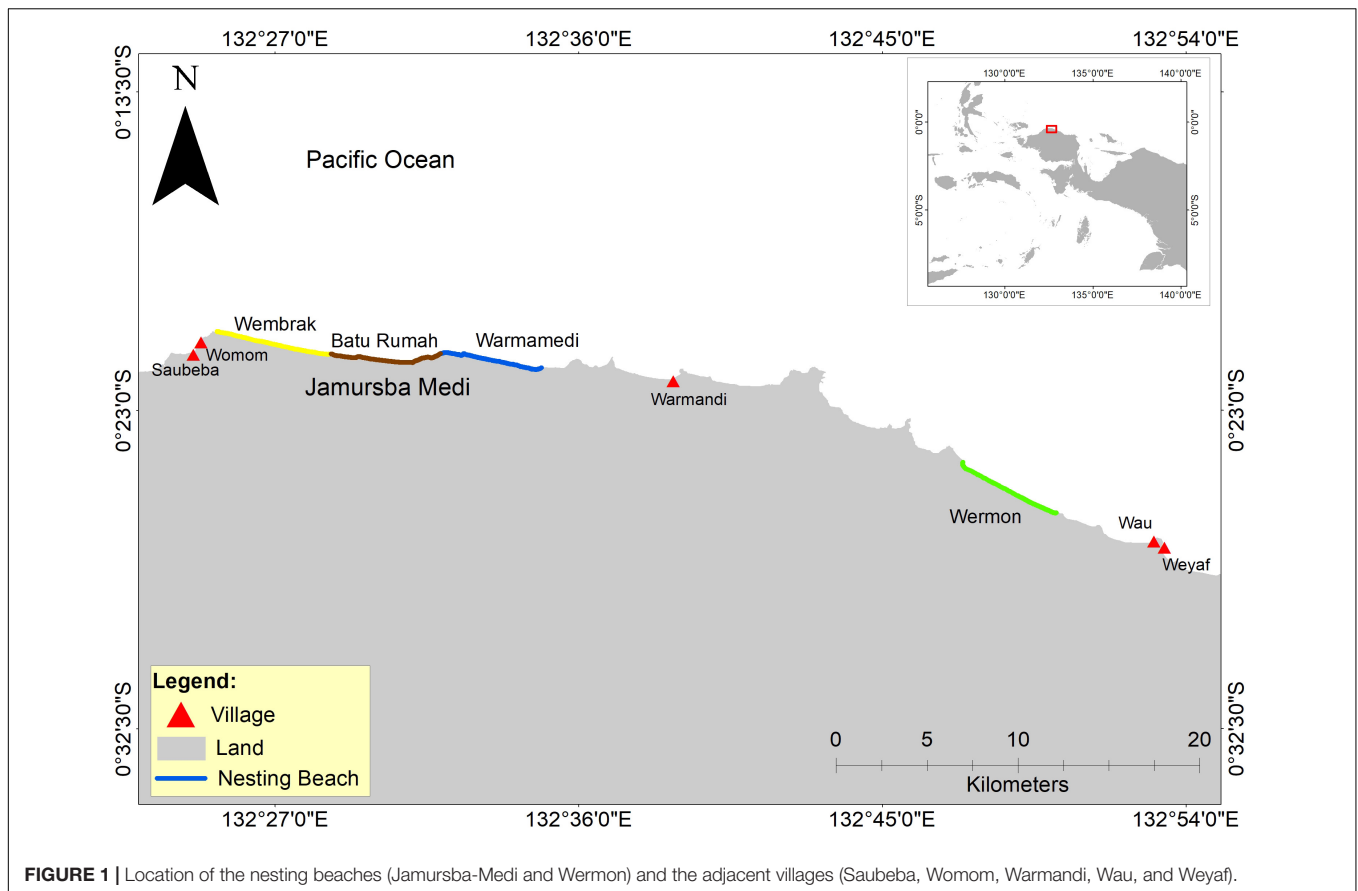 132°27'0"E 132°36'0"E 132°45'0"E 132°54'0"E
0°13'30"S
N
Pacific Ocean
130°0'0"E 135°0'0"E 140°0'0"E
0°0'0"
0°0'0"
5°0'0"S
5°0'0"S
130°0'0"E 135°0'0"E 140°0'0"E
Wembrak
Batu Rumah
Warmamedi
Womom
Saubeba
Jamursba Medi
Warmandi
0°23'0"S
0°23'0"S
Wermon
Wau
Weyaf
Legend:
Village
Land
Nesting Beach
0°32'30"S
0°32'30"S
0 5 10 20
Kilometers
132°27'0"E 132°36'0"E 132°45'0"E 132°54'0"E
FIGURE 1 | Location of the nesting beaches (Jamursba-Medi and Wermon) and the adjacent villages (Saubeba, Womom, Warmandi, Wau, and Weyaf).